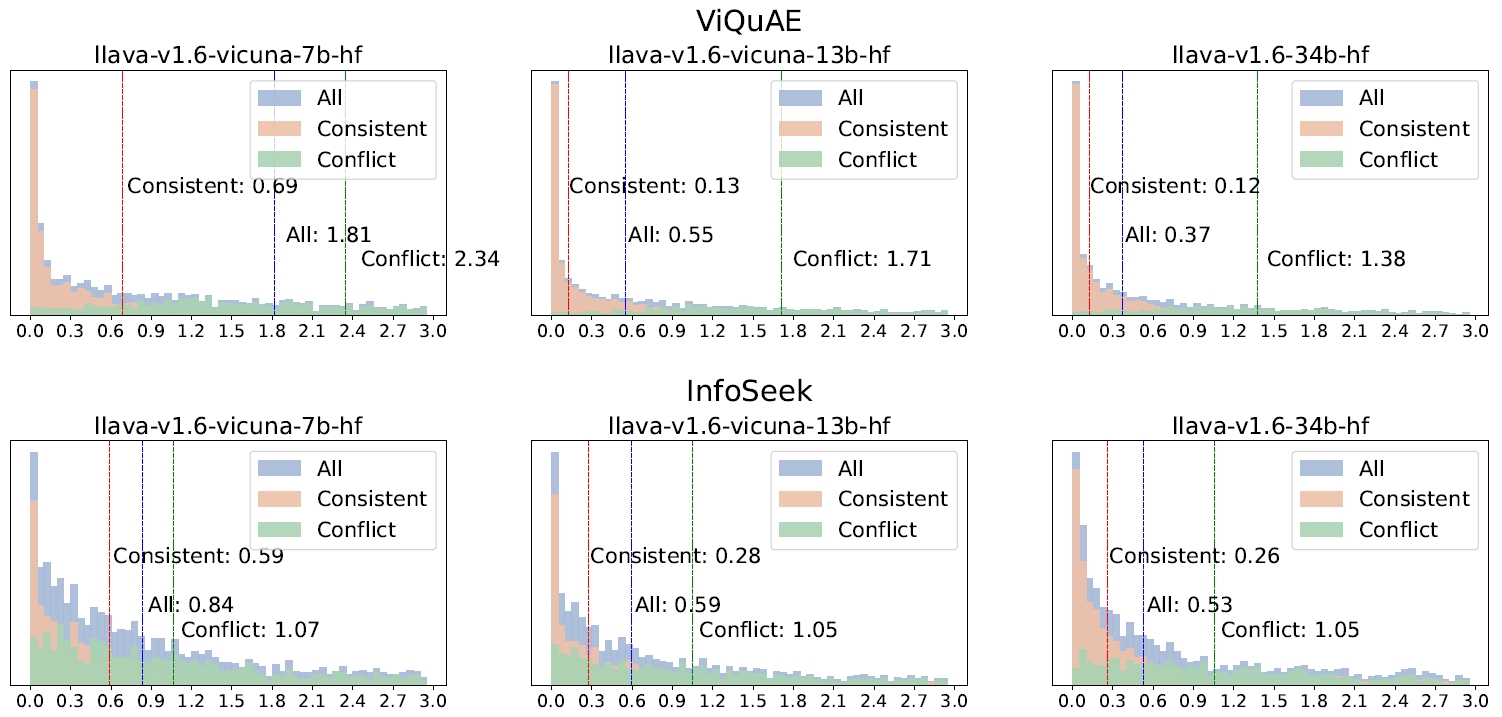 ViQuAE
llava-v1.6-vicuna-7b-hf
All
Consistent
Conflict
Consistent: 0.69
All: 1.81
Conflict: 2.34
0.0 0.3 0.6 0.9 1.2 1.5 1.8 2.1 2.4 2.7 3.0
llava-v1.6-vicuna-13b-hf
All
Consistent
Conflict
Consistent: 0.13
All: 0.55
Conflict: 1.71
0.0 0.3 0.6 0.9 1.2 1.5 1.8 2.1 2.4 2.7 3.0
llava-v1.6-34b-hf
All
Consistent
Conflict
Consistent: 0.12
All: 0.37
Conflict: 1.38
0.0 0.3 0.6 0.9 1.2 1.5 1.8 2.1 2.4 2.7 3.0
InfoSeek
llava-v1.6-vicuna-7b-hf
All
Consistent
Conflict
Consistent: 0.59
All: 0.84
Conflict: 1.07
0.0 0.3 0.6 0.9 1.2 1.5 1.8 2.1 2.4 2.7 3.0
llava-v1.6-vicuna-13b-hf
All
Consistent
Conflict
Consistent: 0.28
All: 0.59
Conflict: 1.05
0.0 0.3 0.6 0.9 1.2 1.5 1.8 2.1 2.4 2.7 3.0
llava-v1.6-34b-hf
All
Consistent
Conflict
Consistent: 0.26
All: 0.53
Conflict: 1.05
0.0 0.3 0.6 0.9 1.2 1.5 1.8 2.1 2.4 2.7 3.0